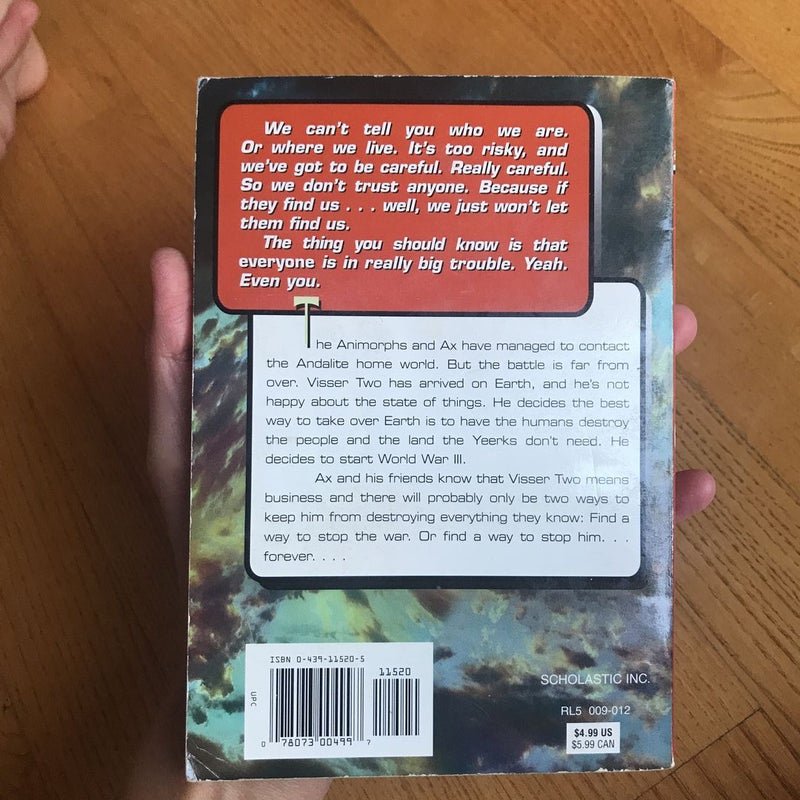 We can't tell you who we are.
Or where we live. It's too risky, and
we've got to be careful. Really careful.
So we don't trust anyone. Because if
they find us . . . well, we just won't let
them find us.
The thing you should know is that
everyone is in really big trouble. Yeah.
Even you.
The Animorphs and Ax have managed to contact
the Andalite home world. But the battle is far from
over. Visser Two has arrived on Earth, and he's not
happy about the state of things. He decides the best
way to take over Earth is to have the humans destroy
the people and the land the Yeerks don't need. He
decides to start World War III.
Ax and his friends know that Visser Two means
business and there will probably only be two ways to
keep him from destroying everything they know: Find a
way to stop the war. Or find a way to stop him. . .
forever. . . .
ISBN 0-439-11520-5
11520
UPC
0 78073 00499 7
SCHOLASTIC INC.
RL5 009-012
$4.99 US
$5.99 CAN